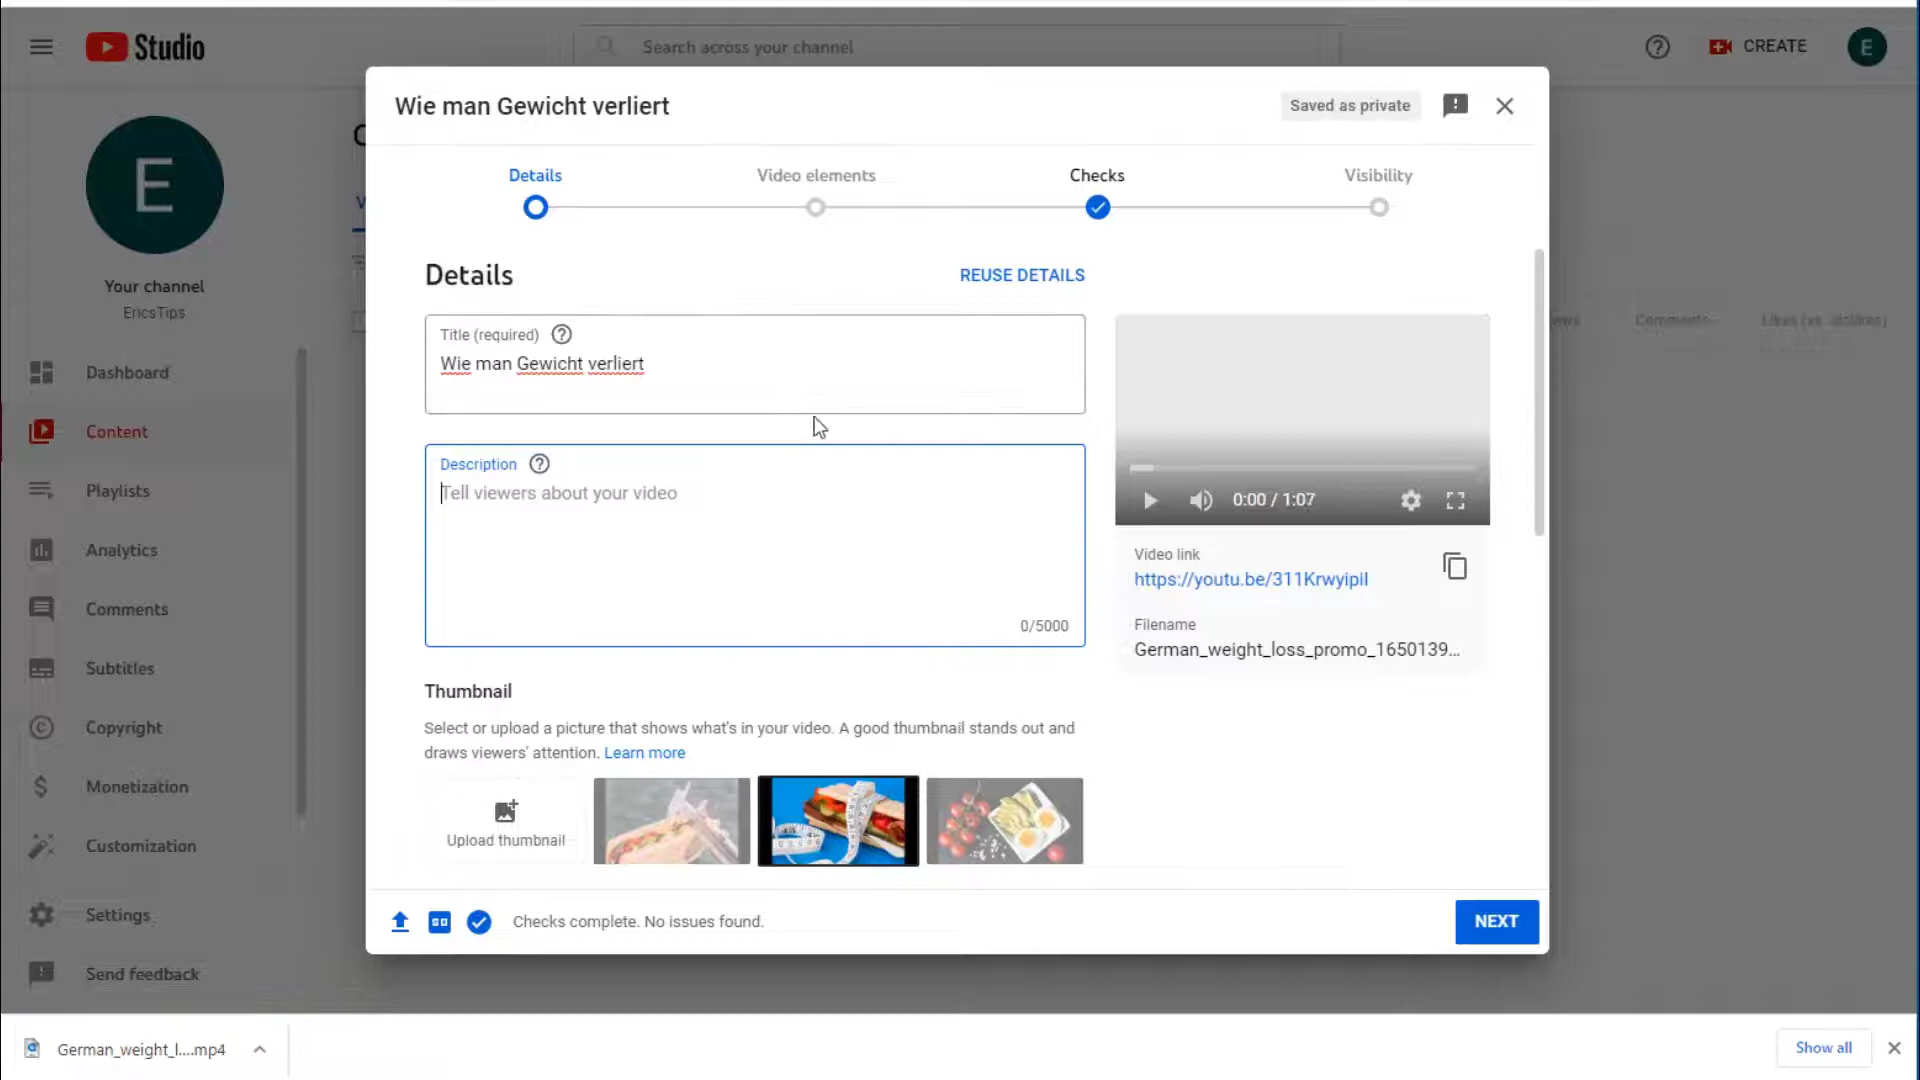 Studio
Search across your channel
CREATE
E
E
Your channel
EricsTips
Dashboard
Content
Playlists
Analytics
Comments
Subtitles
Copyright
Monetization
Customization
Settings
Send feedback
Wie man Gewicht verliert
Saved as private
Details
Video elements
Checks
Visibility
Details
REUSE DETAILS
Title (required)
Wie man Gewicht verliert
Description
Tell viewers about your video
0/5000
0:00 / 1:07
Video link
https://youtu.be/311Krwyipil
Filename
German_weight_loss_promo_1650139...
Thumbnail
Select or upload a picture that shows what's in your video. A good thumbnail stands out and
draws viewers' attention. Learn more
Upload thumbnail
Checks complete. No issues found.
NEXT
Comments
Likes (vs. dislikes)
German_weight_l....mp4
Show all